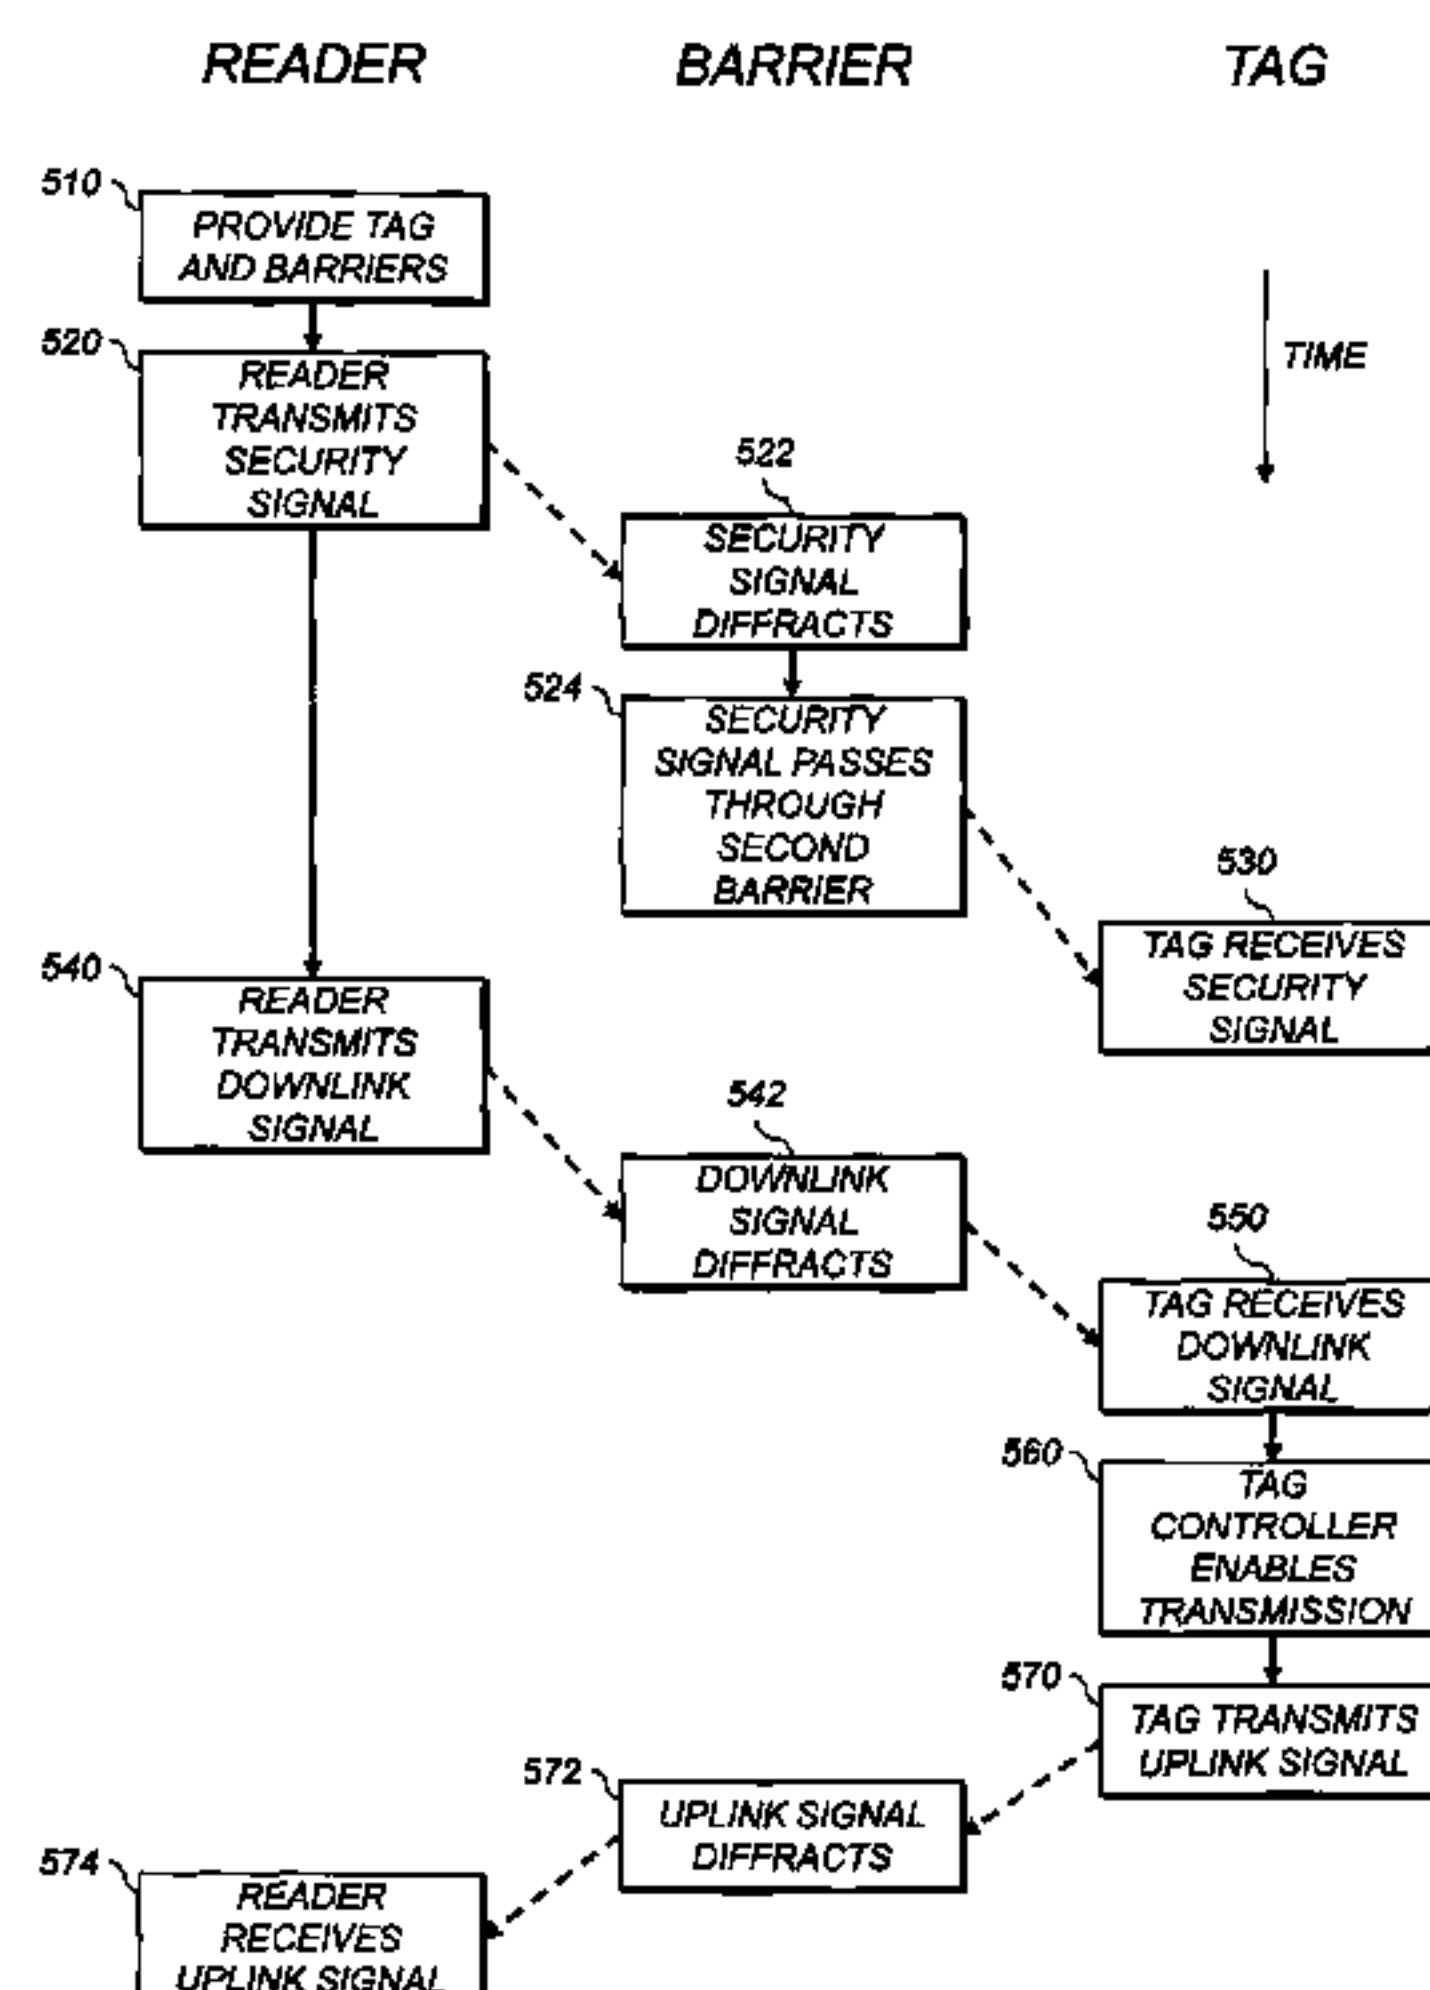 READER
BARRIER
TAG
510
PROVIDE TAG
AND BARRIERS
TIME
520
READER
TRANSMITS
SECURITY
SIGNAL
522
SECURITY
SIGNAL
DIFFRACTS
524
SECURITY
SIGNAL PASSES
THROUGH
SECOND
BARRIER
530
TAG RECEIVES
SECURITY
SIGNAL
540
READER
TRANSMITS
DOWNLINK
SIGNAL
542
DOWNLINK
SIGNAL
DIFFRACTS
550
TAG RECEIVES
DOWNLINK
SIGNAL
560
TAG
CONTROLLER
ENABLES
TRANSMISSION
570
TAG TRANSMITS
UPLINK SIGNAL
572
UPLINK SIGNAL
DIFFRACTS
574
READER
RECEIVES
UPLINK SIGNAL